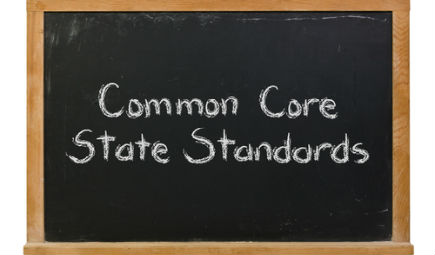 Common Core
State Standards